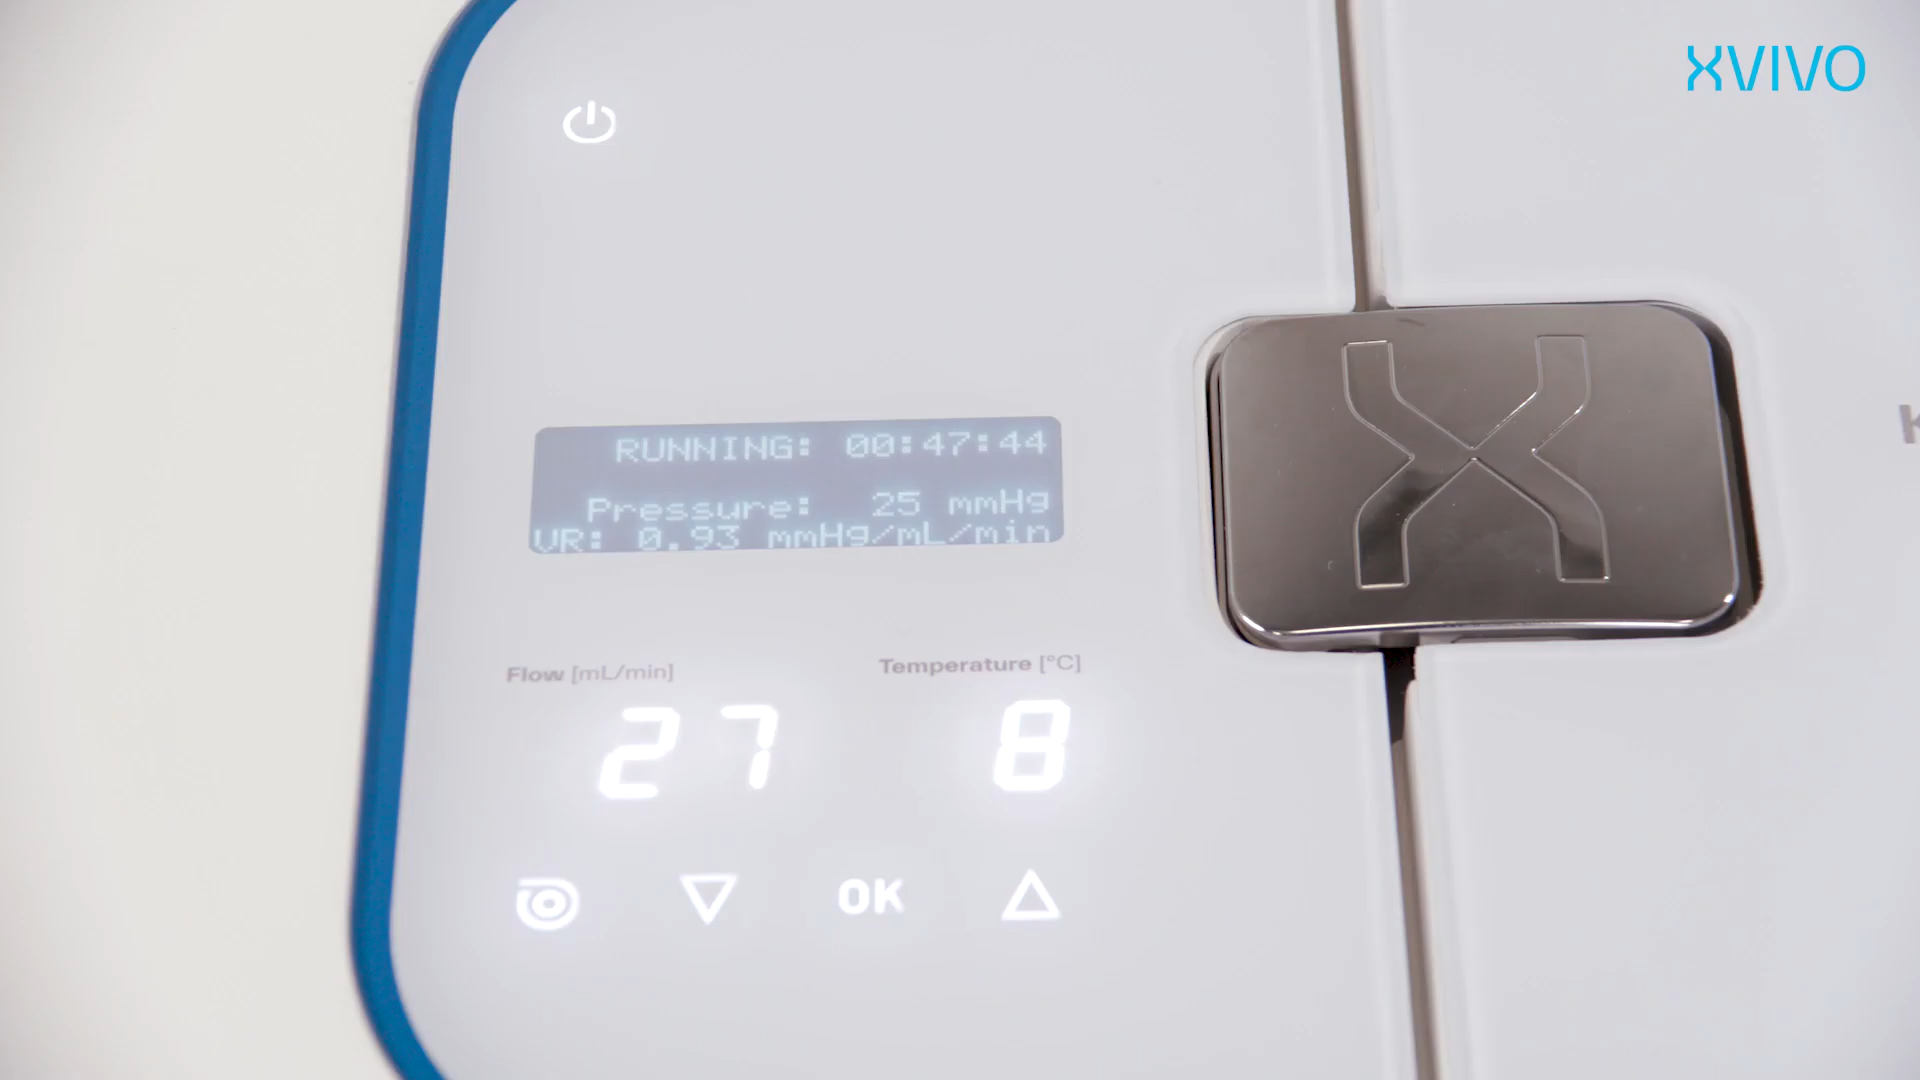 XVIVO
RUNNING: 00:47:44
Pressure: 25 mmHg
VR: 0.93 mmHg/mL/min
Flow [mL/min]
Temperature [°C]
27
8
OK